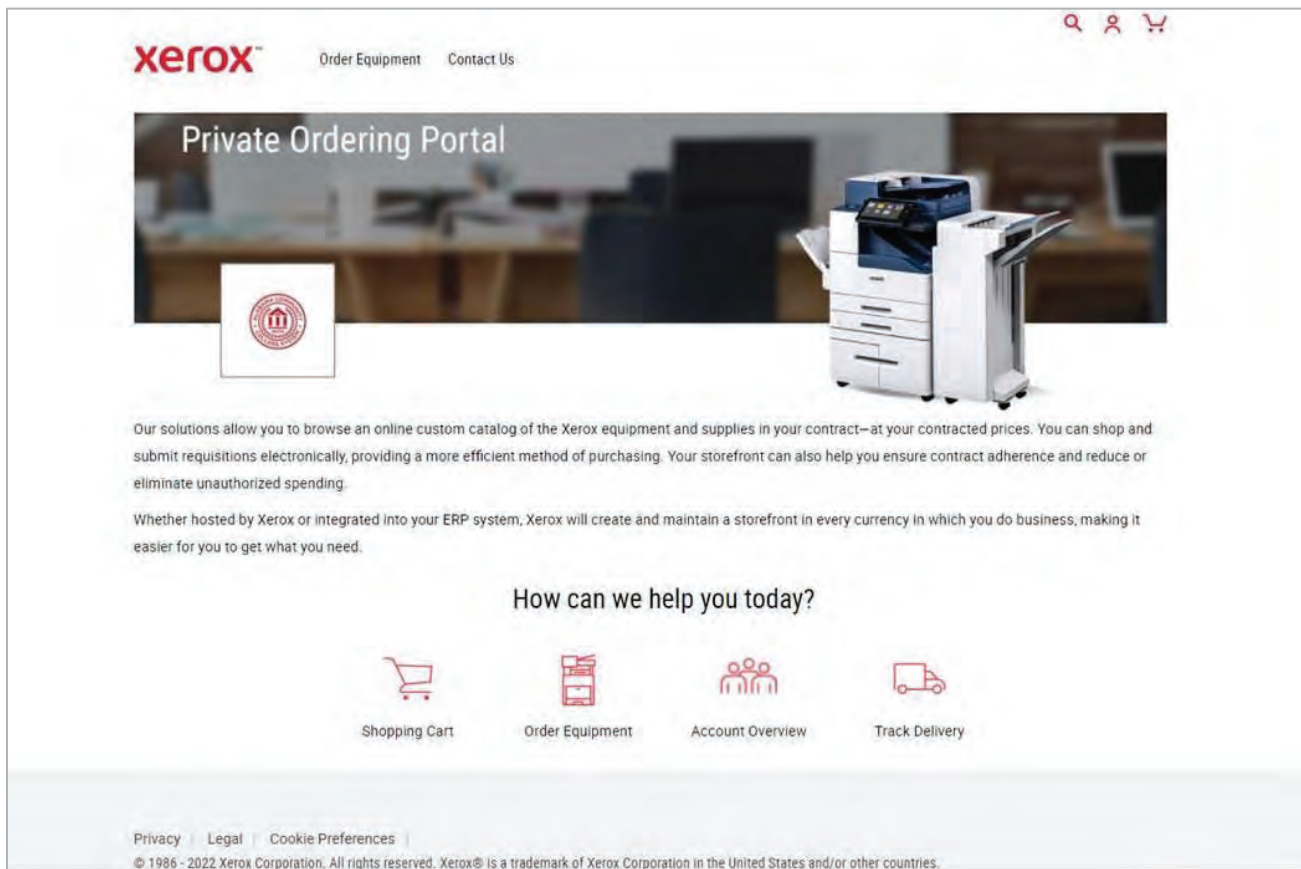 xerox™
Order Equipment Contact Us
Private Ordering Portal
Our solutions allow you to browse an online custom catalog of the Xerox equipment and supplies in your contract—at your contracted prices. You can shop and
submit requisitions electronically, providing a more efficient method of purchasing. Your storefront can also help you ensure contract adherence and reduce or
eliminate unauthorized spending.
Whether hosted by Xerox or integrated into your ERP system, Xerox will create and maintain a storefront in every currency in which you do business, making it
easier for you to get what you need.
How can we help you today?
Shopping Cart Order Equipment Account Overview Track Delivery
Privacy | Legal | Cookie Preferences |
© 1986 - 2022 Xerox Corporation. All rights reserved. Xerox® is a trademark of Xerox Corporation in the United States and/or other countries.